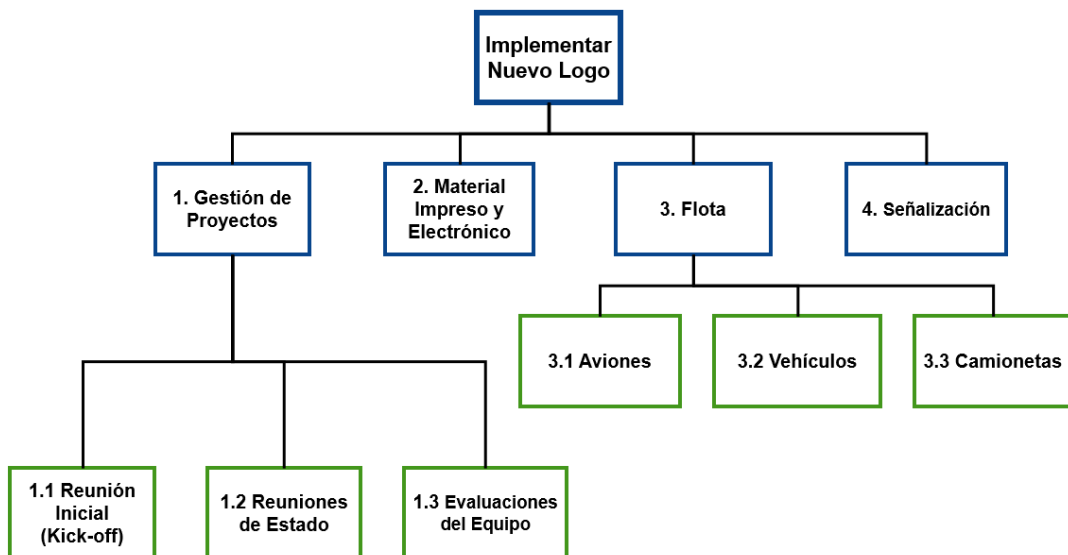 Implementar
Nuevo Logo
1. Gestión de
Proyectos
2. Material
Impreso y
Electrónico
3. Flota
4. Señalización
3.1 Aviones
3.2 Vehículos
3.3 Camionetas
1.1 Reunión
Inicial
(Kick-off)
1.2 Reuniones
de Estado
1.3 Evaluaciones
del Equipo